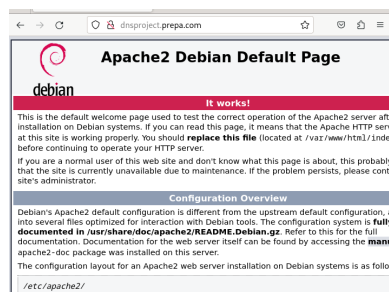 dnsproject.prepa.com
Apache2 Debian Default Page
debian
It works!
This is the default welcome page used to test the correct operation of the Apache2 server aft
installation on Debian systems. If you can read this page, it means that the Apache HTTP serv
at this site is working properly. You should replace this file (located at /var/www/html/inde
before continuing to operate your HTTP server.
If you are a normal user of this web site and don't know what this page is about, this probabl
that the site is currently unavailable due to maintenance. If the problem persists, please cont
site's administrator.
Configuration Overview
Debian's Apache2 default configuration is different from the upstream default configuration, a
into several files optimized for interaction with Debian tools. The configuration system is fully
documented in /usr/share/doc/apache2/README.Debian.gz. Refer to this for the full
documentation. Documentation for the web server itself can be found by accessing the manu
apache2-doc package was installed on this server.
The configuration layout for an Apache2 web server installation on Debian systems is as follo
/etc/apache2/